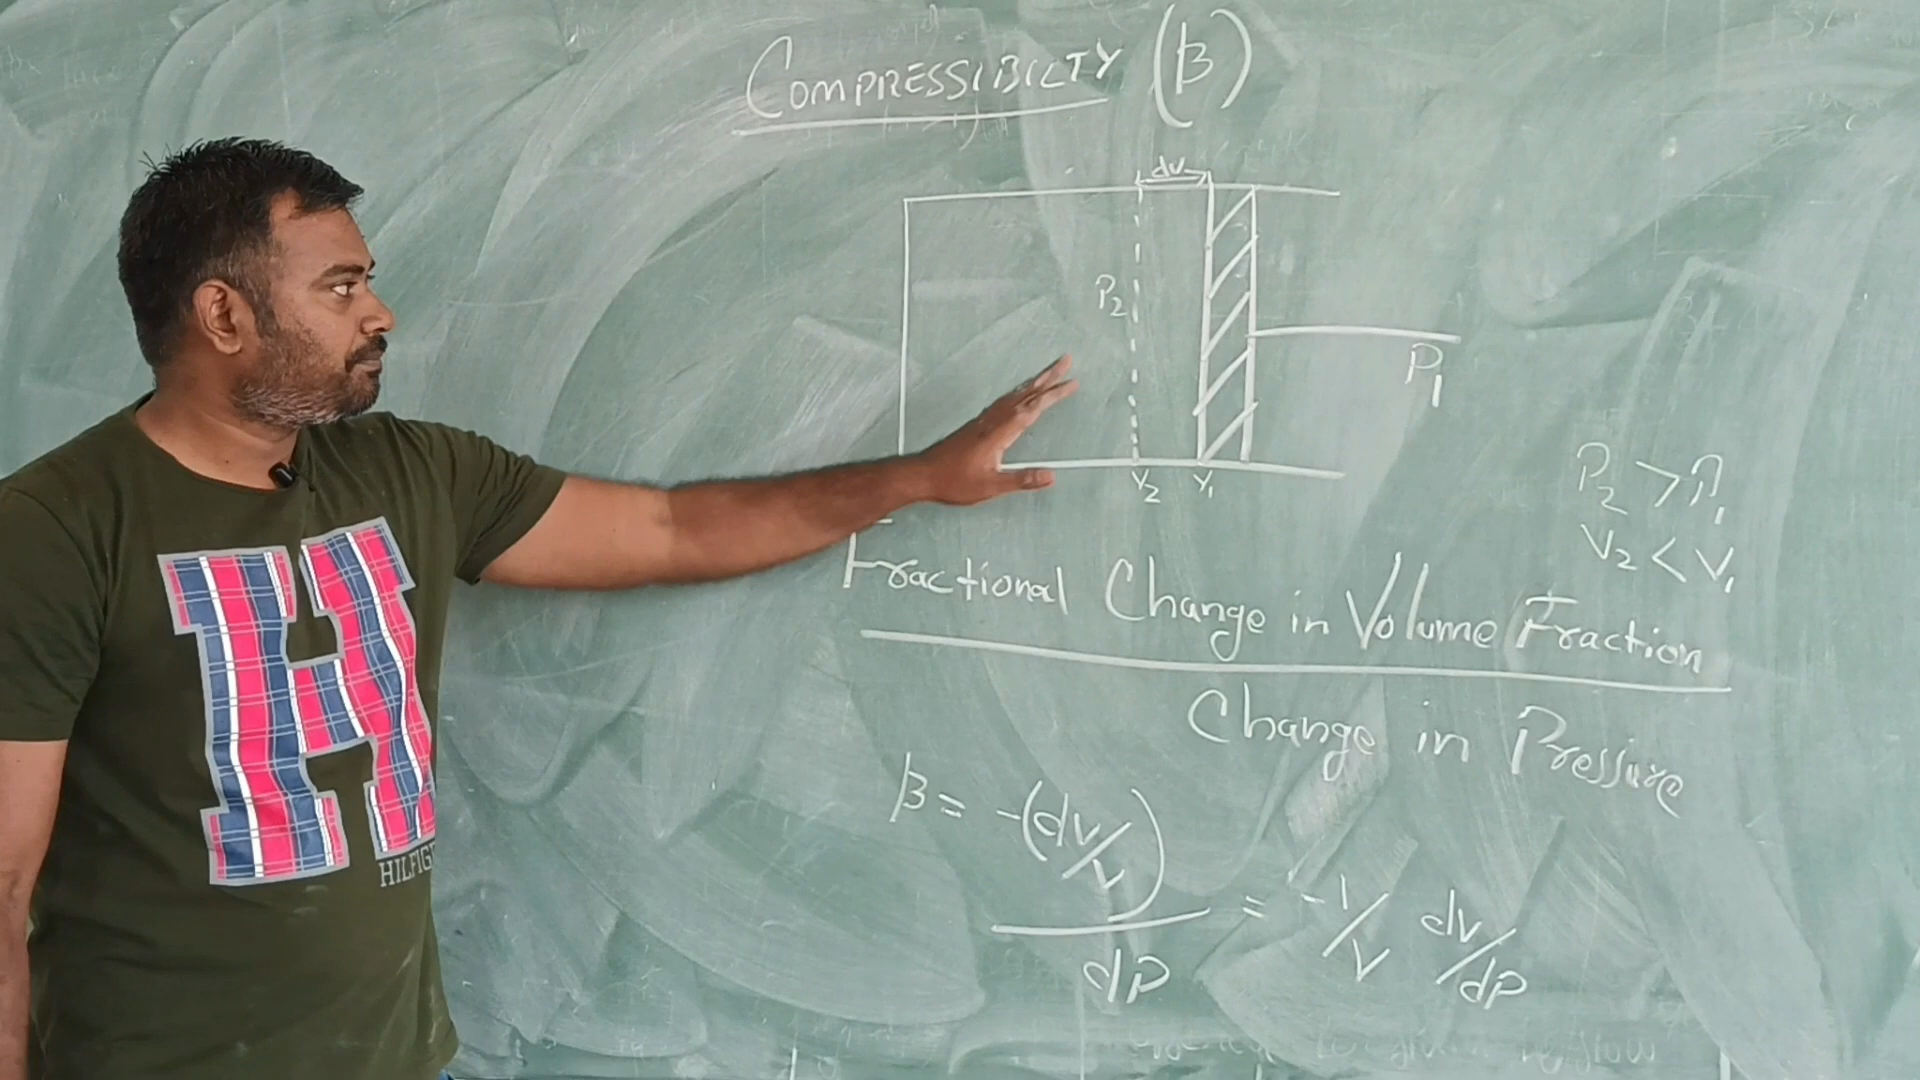 COMPRESSIBILTY (β)
dv
P2
P1
V2 V1
P2 > P1
V2 < V1
Fractional Change in Volume Fraction
Change in Pressure
β = -(dv/V) = -1/V dv/dP
dP
HILFIG